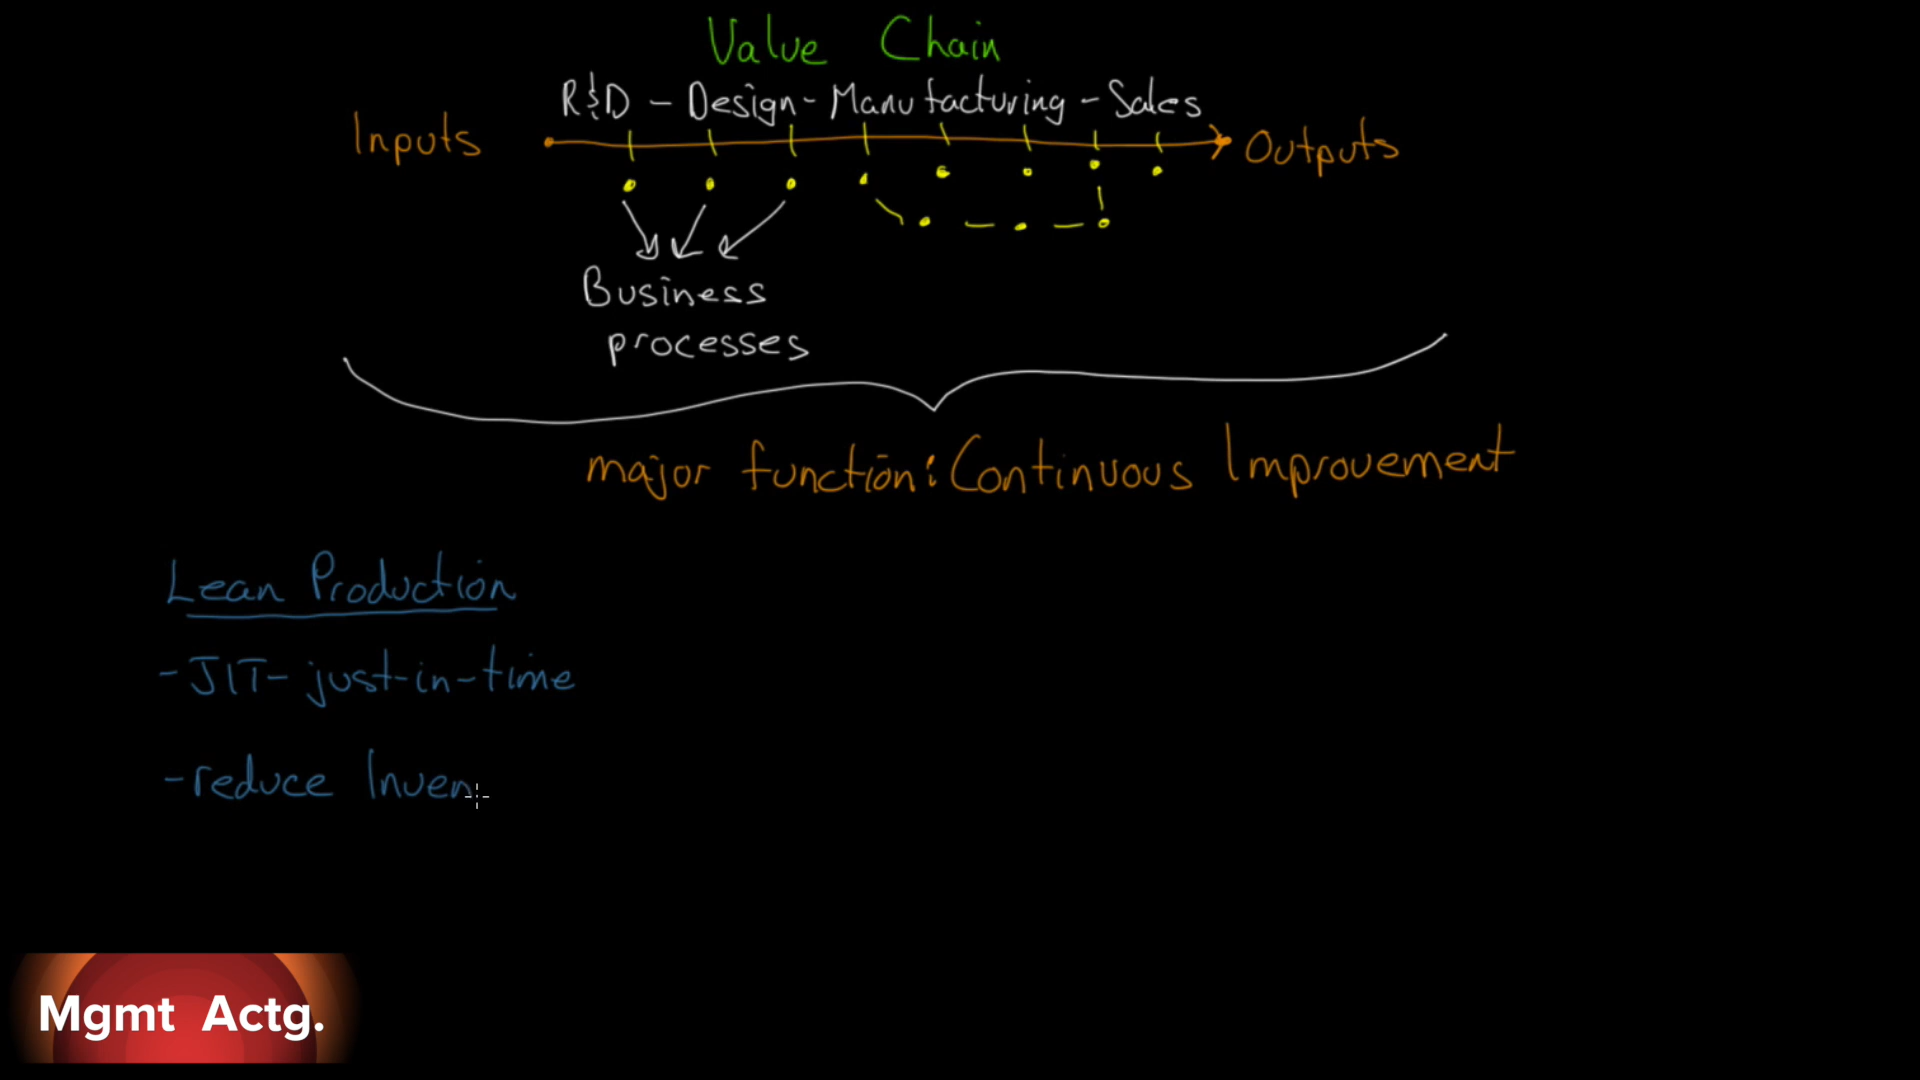 Value Chain
R&D - Design - Manufacturing - Sales
Inputs
Outputs
Business
processes
major function: Continuous Improvement
Lean Production
- JIT - just-in-time
- reduce Inven
Mgmt Actg.